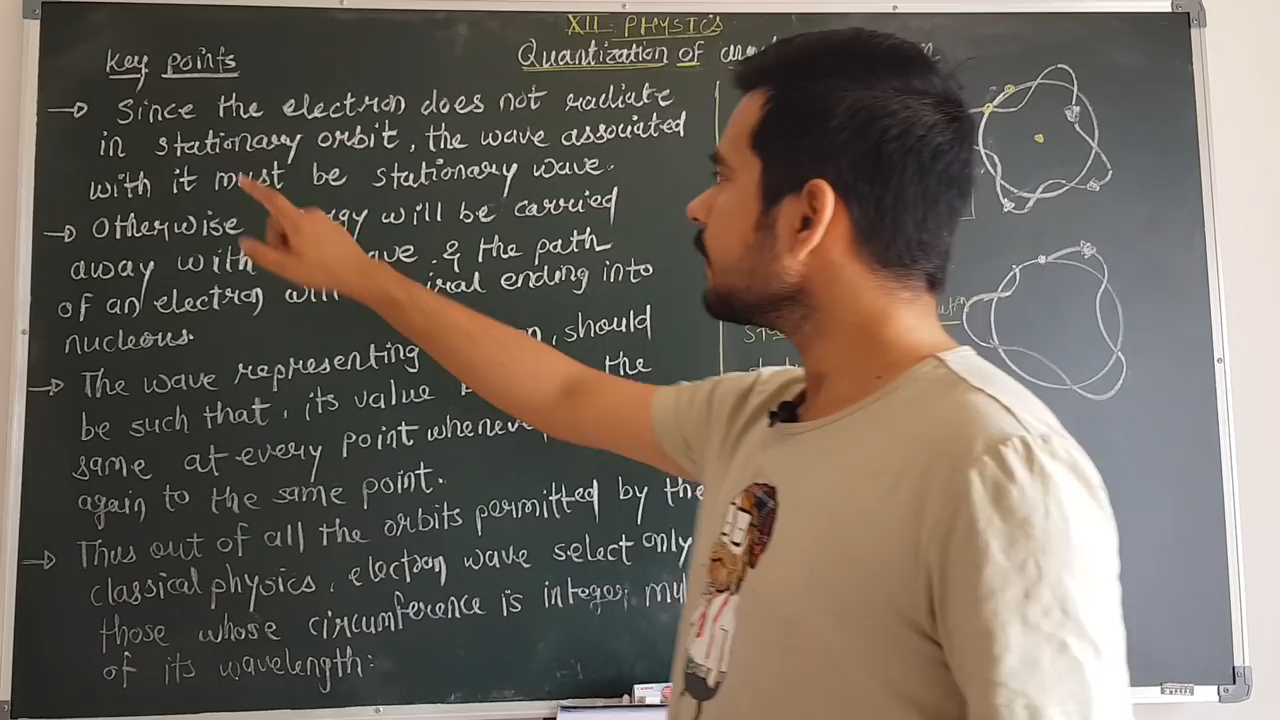 XII PHYSICS
Quantization of
Key points
→ Since the electron does not radiate
in stationary orbit, the wave associated
with it must be stationary wave.
→ Otherwise will be carried
away with & the path
of an electron ending into
nucleous.
→ The wave representing should
be such that, its value the
same at every point
again to the same point.
→ Thus out of all the orbits permitted by the
classical physics, electron wave select only
those whose circumference is integer
of its wavelength: